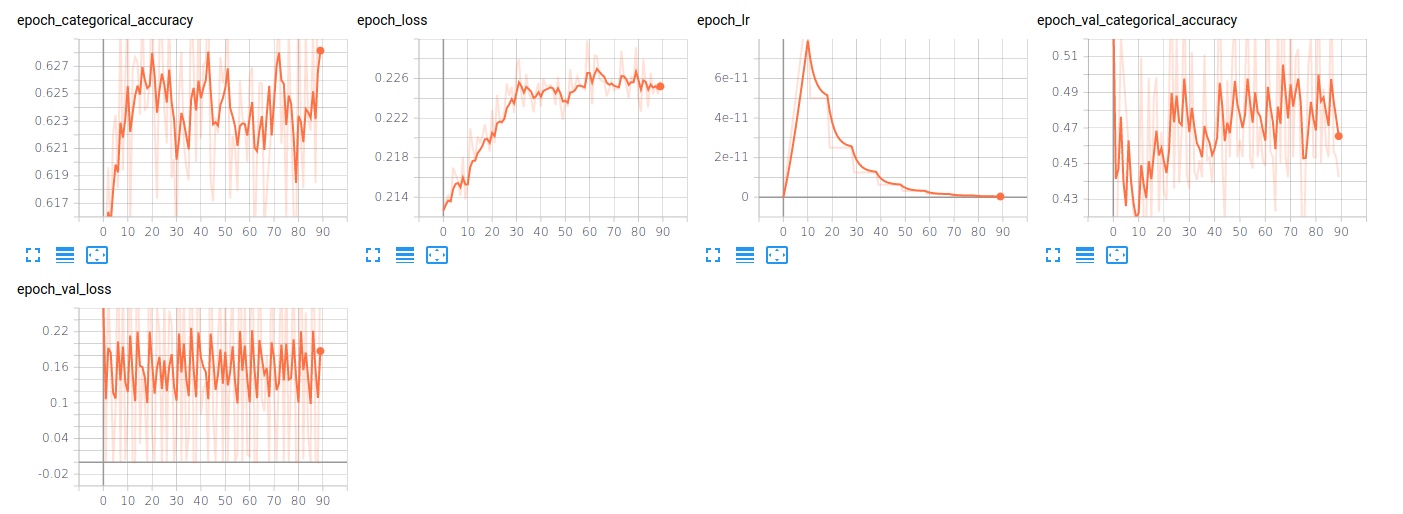 epoch_categorical_accuracy
0.627
0.625
0.623
0.621
0.619
0.617
0 10 20 30 40 50 60 70 80 90
epoch_loss
0.226
0.222
0.218
0.214
0 10 20 30 40 50 60 70 80 90
epoch_lr
6e-11
4e-11
2e-11
0
0 10 20 30 40 50 60 70 80 90
epoch_val_categorical_accuracy
0.51
0.49
0.47
0.45
0.43
0 10 20 30 40 50 60 70 80 90
epoch_val_loss
0.22
0.16
0.1
0.04
-0.02
0 10 20 30 40 50 60 70 80 90